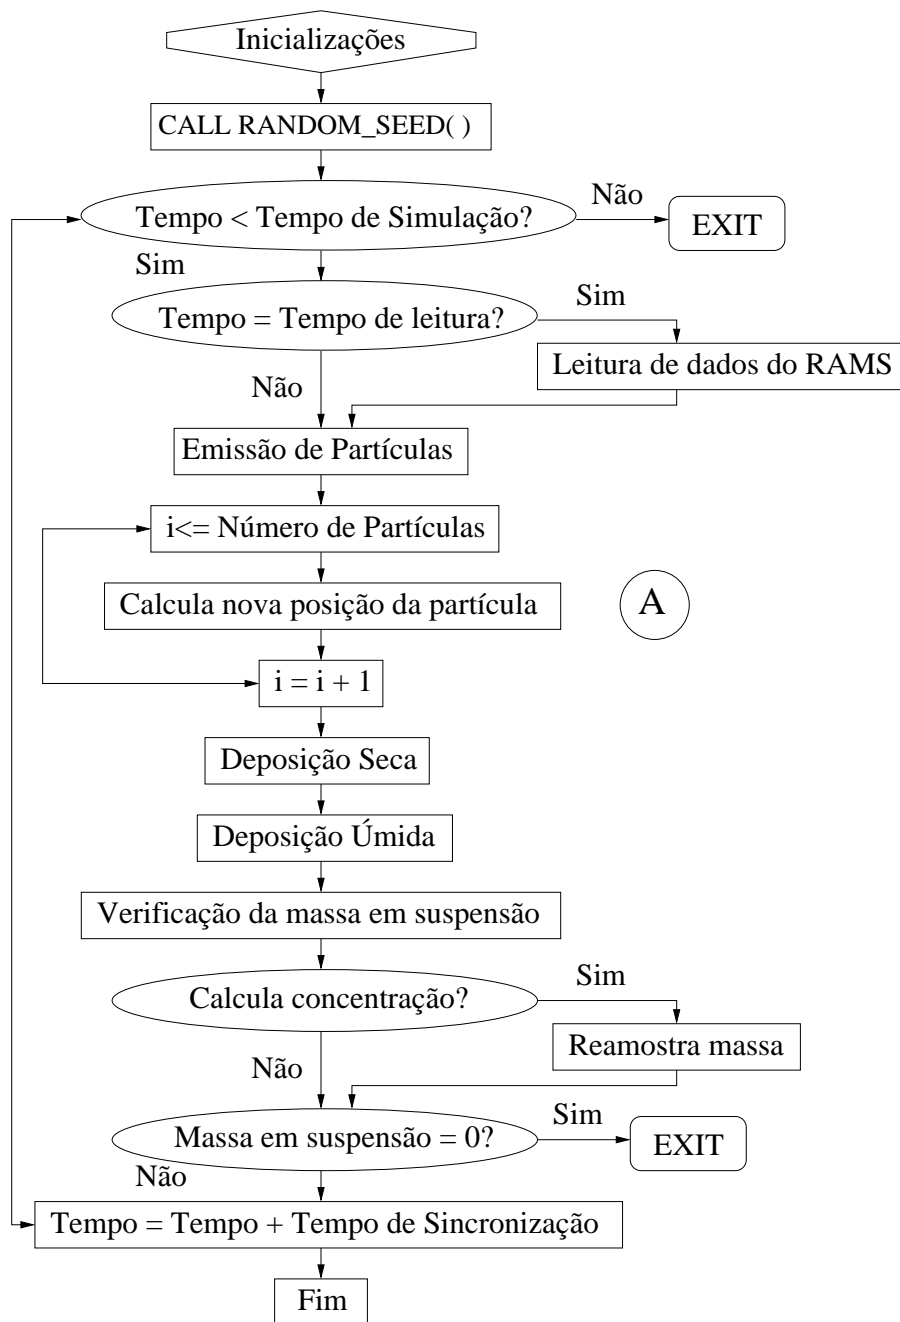 Inicializações
CALL RANDOM_SEED( )
Tempo < Tempo de Simulação?
Não
EXIT
Sim
Tempo = Tempo de leitura?
Sim
Leitura de dados do RAMS
Não
Emissão de Partículas
i<= Número de Partículas
Calcula nova posição da partícula
A
i = i + 1
Deposição Seca
Deposição Úmida
Verificação da massa em suspensão
Calcula concentração?
Sim
Reamostra massa
Não
Massa em suspensão = 0?
Sim
EXIT
Não
Tempo = Tempo + Tempo de Sincronização
Fim